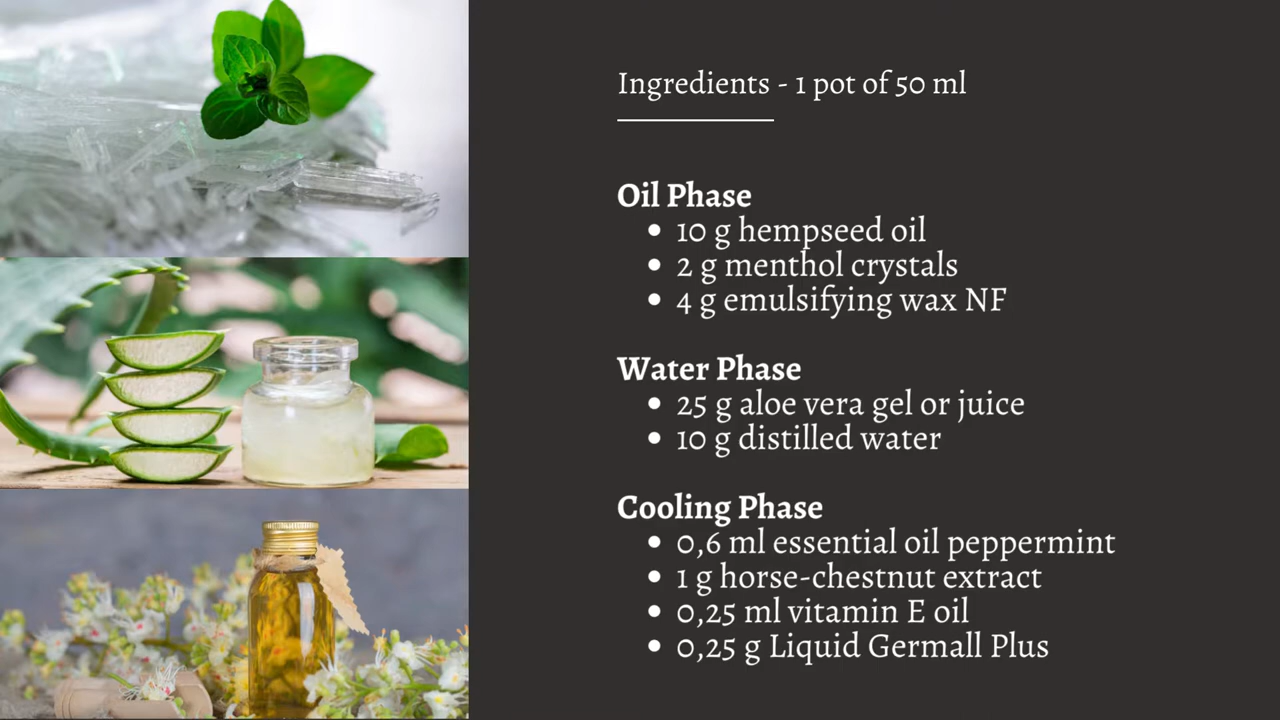 Ingredients - 1 pot of 50 ml
Oil Phase
• 10 g hempseed oil
• 2 g menthol crystals
• 4 g emulsifying wax NF
Water Phase
• 25 g aloe vera gel or juice
• 10 g distilled water
Cooling Phase
• 0,6 ml essential oil peppermint
• 1 g horse-chestnut extract
• 0,25 ml vitamin E oil
• 0,25 g Liquid Germall Plus